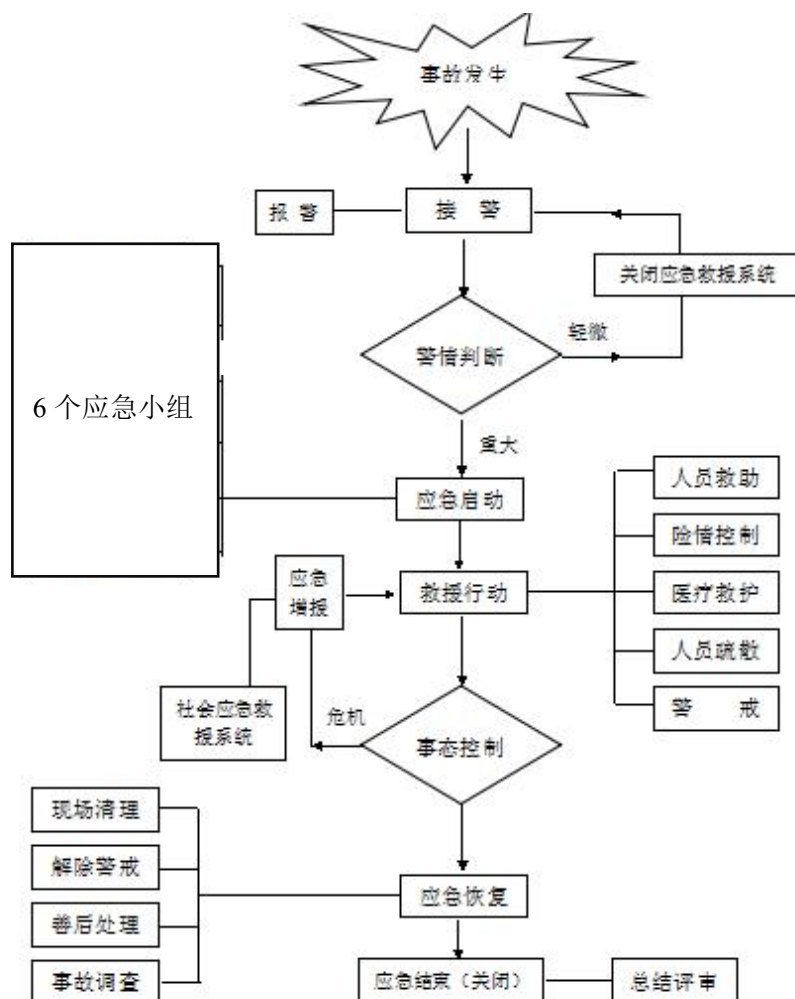 事故发生
报 警
接 警
关闭应急救援系统
警情判断
轻微
6 个应急小组
重大
应急启动
人员救助
险情控制
应急
增援
救援行动
医疗救护
人员疏散
社会应急救
援系统
危机
事态控制
警 戒
现场清理
解除警戒
应急恢复
善后处理
事故调查
应急结束（关闭）
总结评审